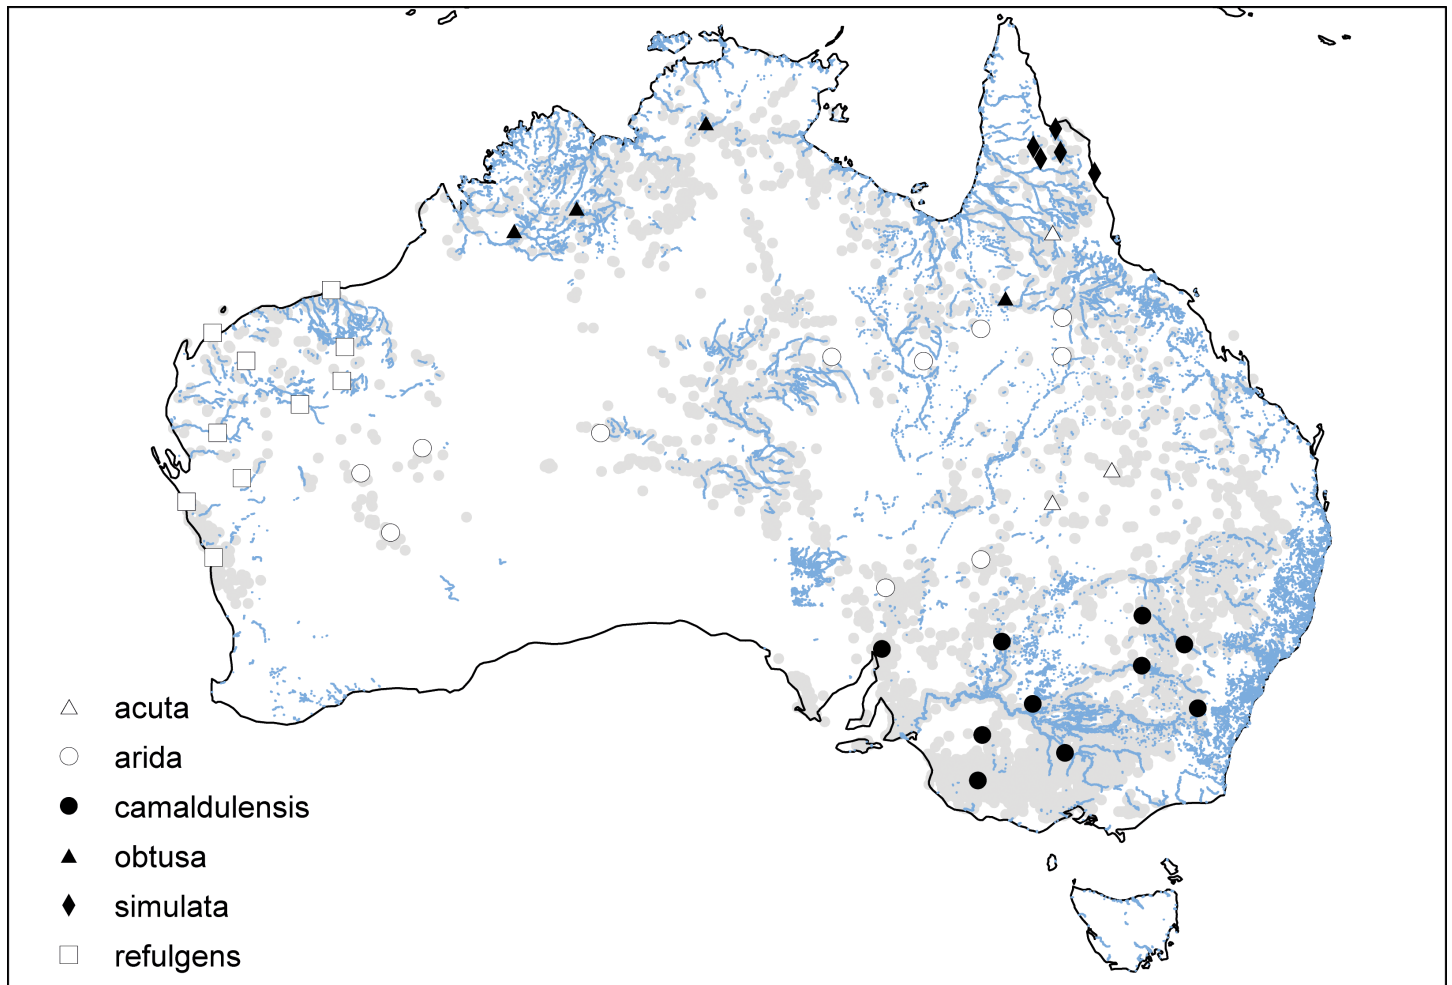 acuta
arida
camaldulensis
obtusa
simulata
refulgens